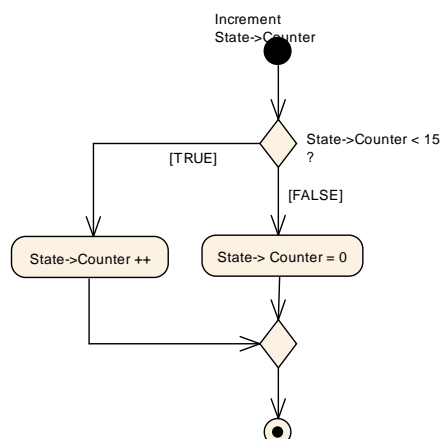 Increment
State->Counter
State->Counter < 15
?
[TRUE]
[FALSE]
State->Counter ++
State-> Counter = 0